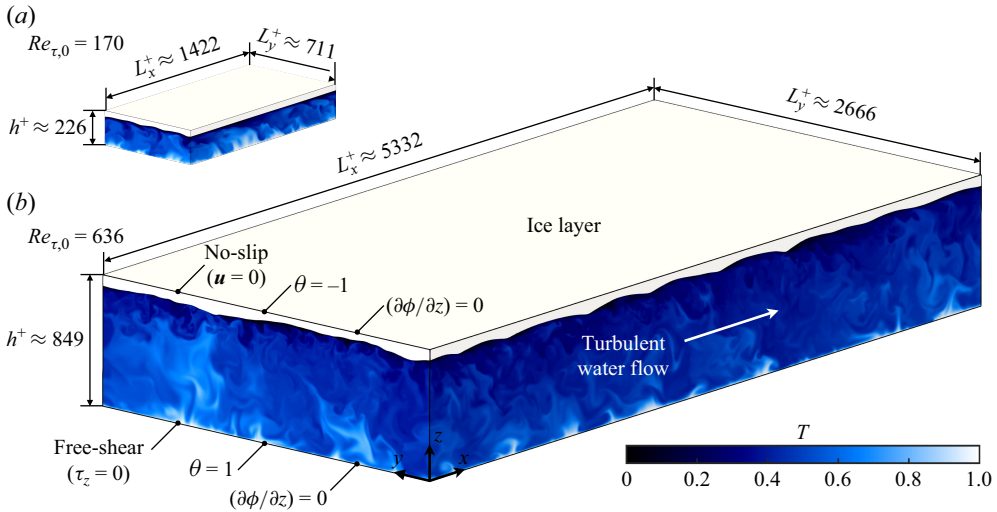 (a)
Re_{τ,0} = 170
L_x^+ ≈ 1422
L_y^+ ≈ 711
h^+ ≈ 226
L_x^+ ≈ 5332
L_y^+ ≈ 2666
(b)
Re_{τ,0} = 636
No-slip
(u = 0)
θ = –1
(∂ϕ/∂z) = 0
Ice layer
h^+ ≈ 849
Turbulent
water flow
Free-shear
(τ_z = 0)
θ = 1
(∂ϕ/∂z) = 0
y
z
x
T
0
0.2
0.4
0.6
0.8
1.0